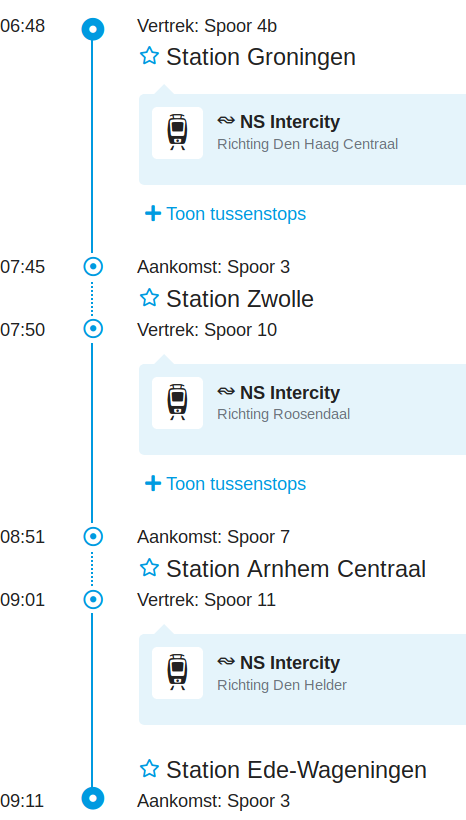 06:48 Vertrek: Spoor 4b
Station Groningen
NS Intercity
Richting Den Haag Centraal
Toon tussenstops
07:45 Aankomst: Spoor 3
Station Zwolle
07:50 Vertrek: Spoor 10
NS Intercity
Richting Roosendaal
Toon tussenstops
08:51 Aankomst: Spoor 7
Station Arnhem Centraal
09:01 Vertrek: Spoor 11
NS Intercity
Richting Den Helder
Station Ede-Wageningen
09:11 Aankomst: Spoor 3